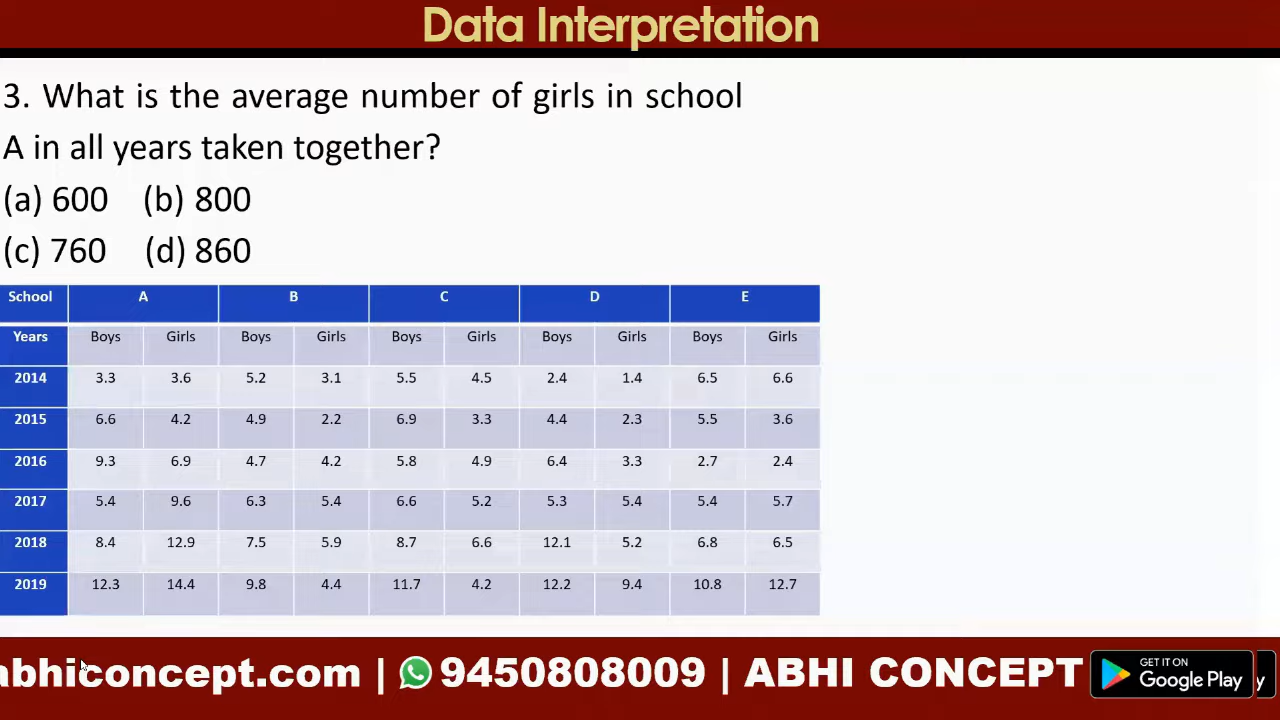 Data Interpretation
3. What is the average number of girls in school
A in all years taken together?
(a) 600 (b) 800
(c) 760 (d) 860
School A B C D E
Years Boys Girls Boys Girls Boys Girls Boys Girls Boys Girls
2014 3.3 3.6 5.2 3.1 5.5 4.5 2.4 1.4 6.5 6.6
2015 6.6 4.2 4.9 2.2 6.9 3.3 4.4 2.3 5.5 3.6
2016 9.3 6.9 4.7 4.2 5.8 4.9 6.4 3.3 2.7 2.4
2017 5.4 9.6 6.3 5.4 6.6 5.2 5.3 5.4 5.4 5.7
2018 8.4 12.9 7.5 5.9 8.7 6.6 12.1 5.2 6.8 6.5
2019 12.3 14.4 9.8 4.4 11.7 4.2 12.2 9.4 10.8 12.7
abhiconcept.com | 9450808009 | ABHI CONCEPT GET IT ON
Google Play y